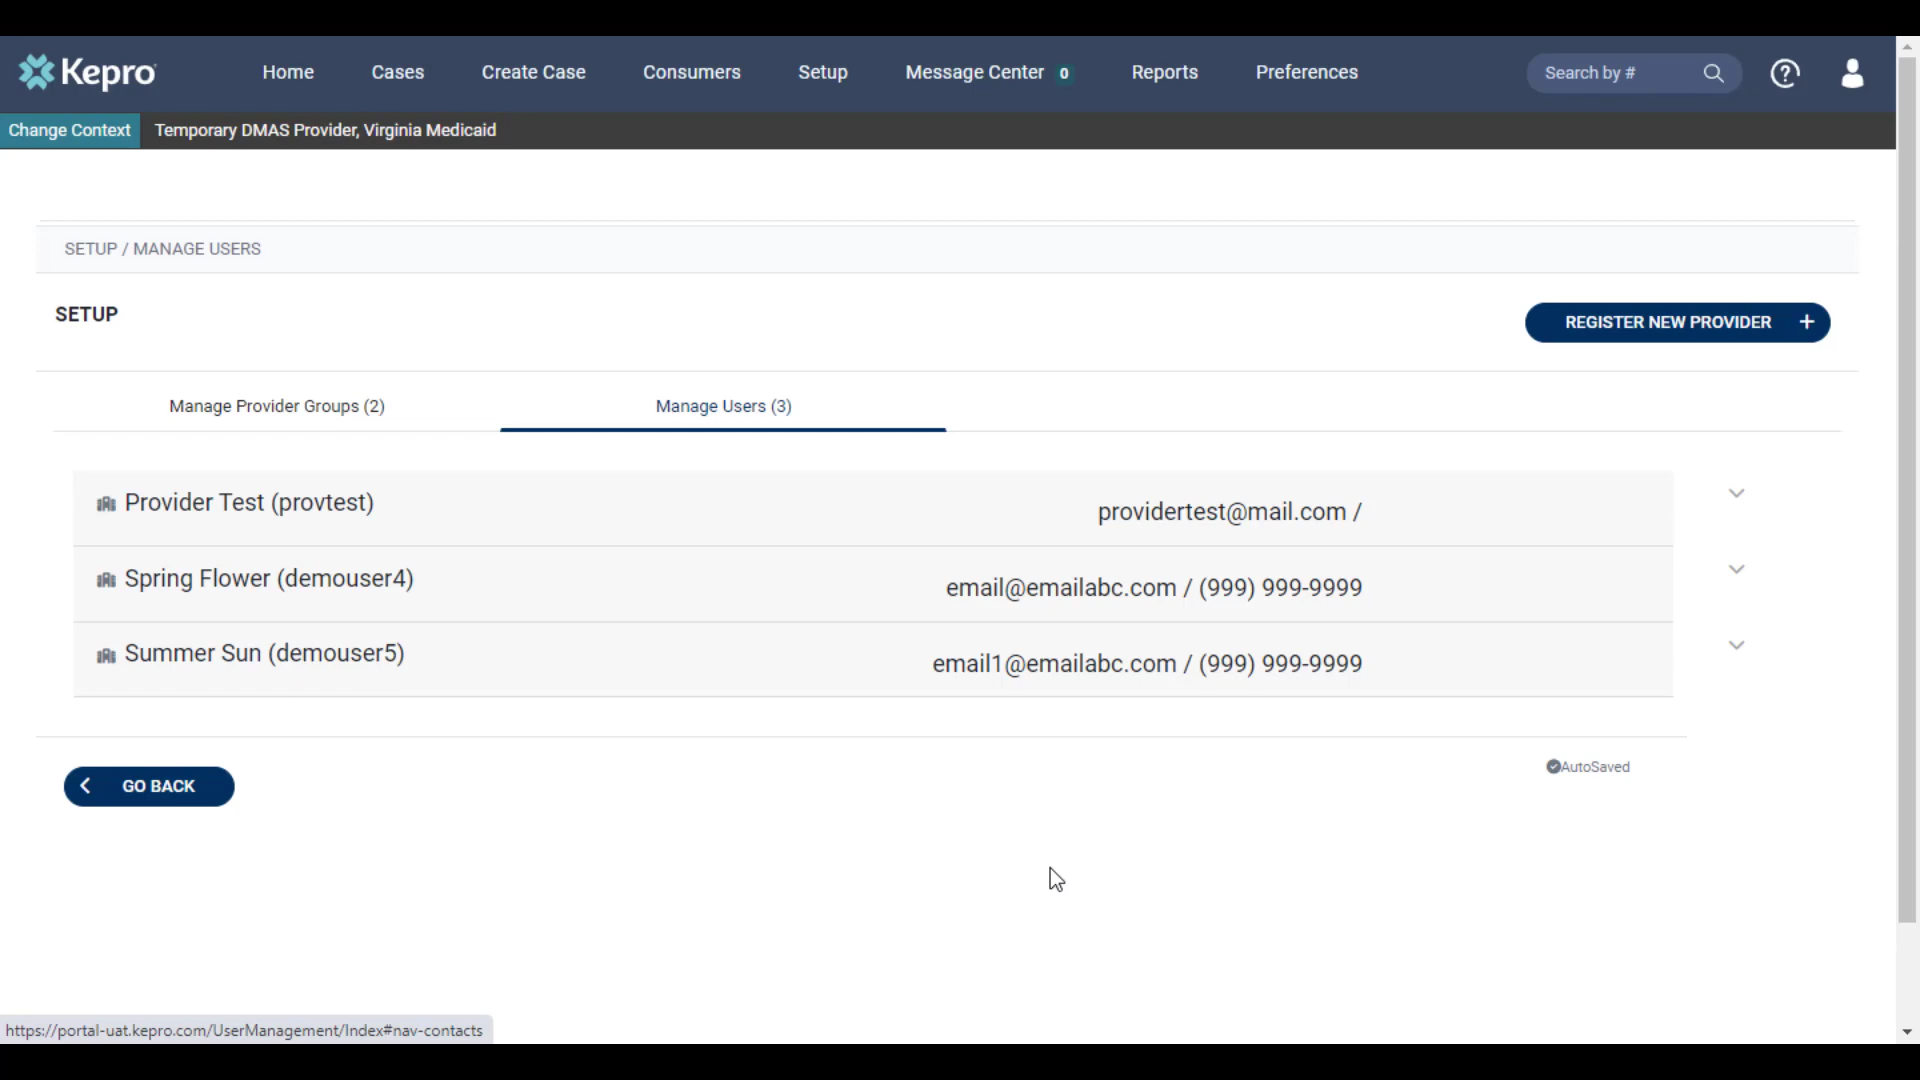 Kepro
Home
Cases
Create Case
Consumers
Setup
Message Center 0
Reports
Preferences
Search by #
Change Context
Temporary DMAS Provider, Virginia Medicaid
SETUP / MANAGE USERS
SETUP
REGISTER NEW PROVIDER +
Manage Provider Groups (2)
Manage Users (3)
Provider Test (provtest)
providertest@mail.com /
Spring Flower (demouser4)
email@emailabc.com / (999) 999-9999
Summer Sun (demouser5)
email1@emailabc.com / (999) 999-9999
AutoSaved
GO BACK
https://portal-uat.kepro.com/UserManagement/Index#nav-contacts